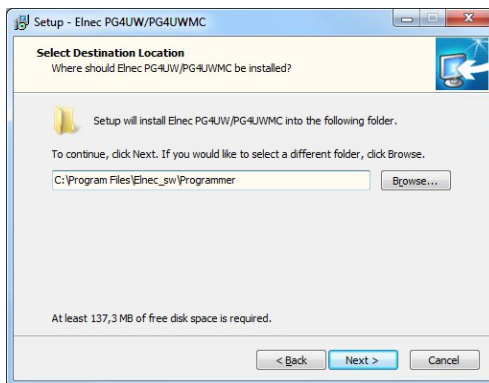 Setup - Elnec PG4UW/PG4UWMC
Select Destination Location
Where should Elnec PG4UW/PG4UWMC be installed?
Setup will install Elnec PG4UW/PG4UWMC into the following folder.
To continue, click Next. If you would like to select a different folder, click Browse.
C:\Program Files\Elnec_sw\Programmer
Browse...
At least 137,3 MB of free disk space is required.
< Back Next > Cancel